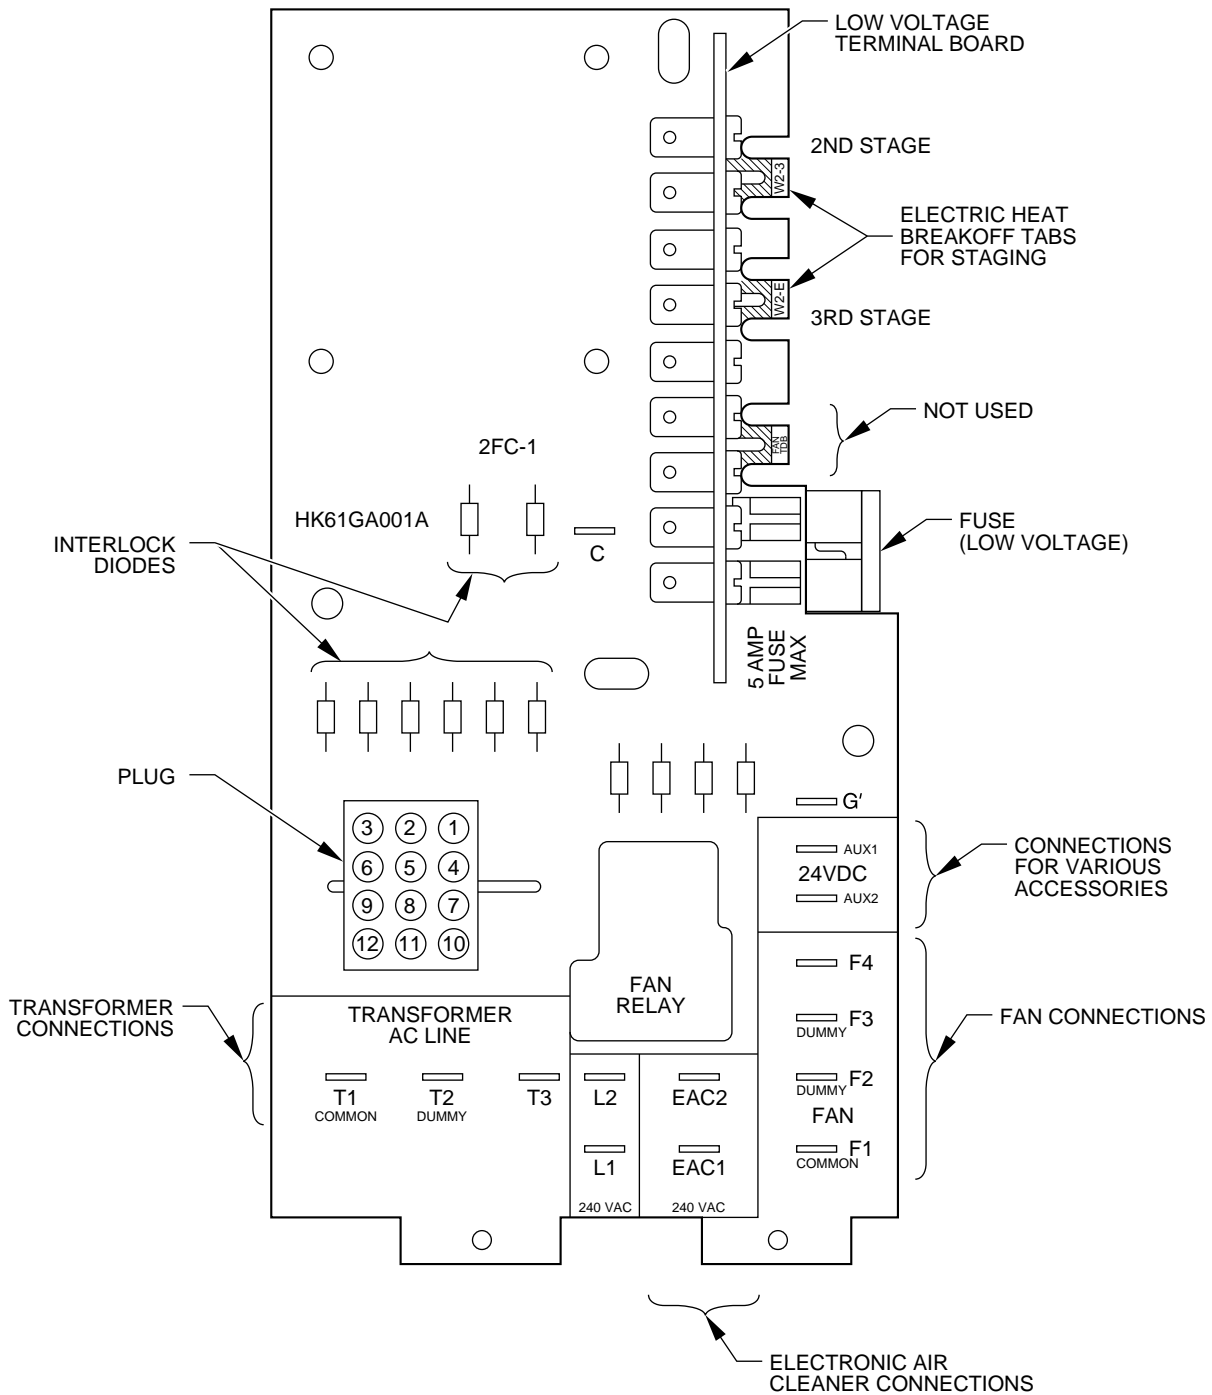 LOW VOLTAGE
TERMINAL BOARD
2ND STAGE
W2-3
ELECTRIC HEAT
BREAKOFF TABS
FOR STAGING
W2-E
3RD STAGE
NOT USED
FAN
TDB
2FC-1
HK61GA001A
C
FUSE
(LOW VOLTAGE)
INTERLOCK
DIODES
5 AMP
FUSE
MAX
PLUG
G'
3 2 1
6 5 4
9 8 7
12 11 10
AUX1
24VDC
AUX2
CONNECTIONS
FOR VARIOUS
ACCESSORIES
FAN
RELAY
F4
F3
DUMMY
F2
DUMMY
FAN
F1
COMMON
FAN CONNECTIONS
TRANSFORMER
CONNECTIONS
TRANSFORMER
AC LINE
T1
COMMON
T2
DUMMY
T3
L2
L1
240 VAC
EAC2
EAC1
240 VAC
ELECTRONIC AIR
CLEANER CONNECTIONS